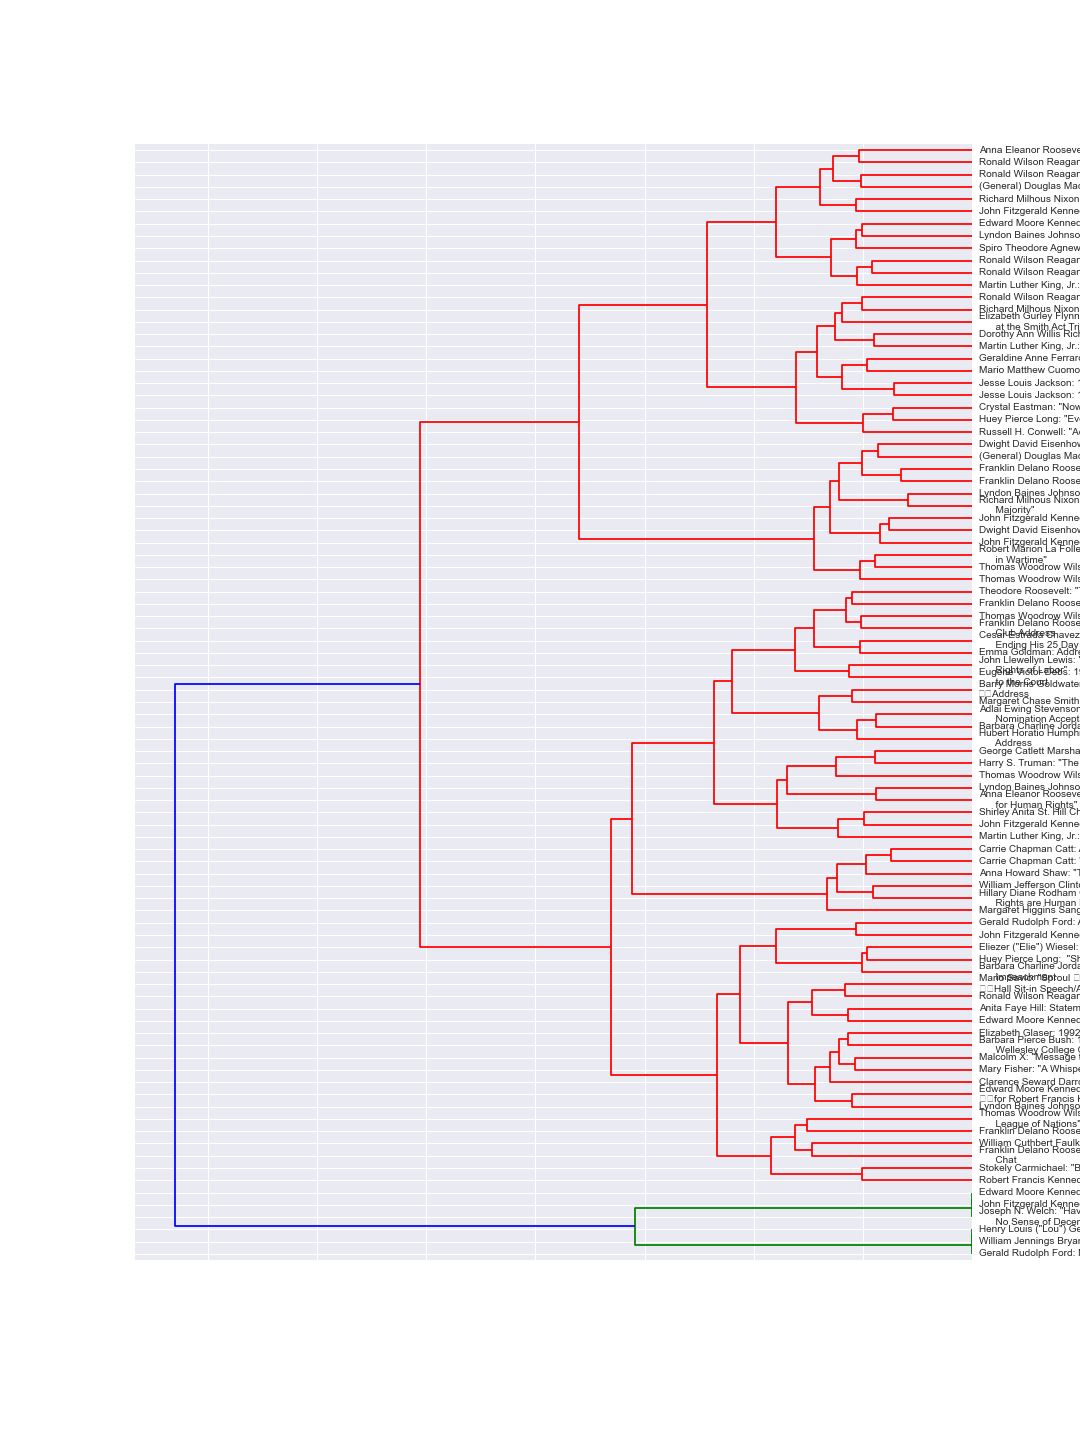 Anna Eleanor Rooseve
Ronald Wilson Reagan
Ronald Wilson Reagan
(General) Douglas Mac
Richard Milhous Nixon
John Fitzgerald Kenne
Edward Moore Kenned
Lyndon Baines Johnso
Spiro Theodore Agnew
Ronald Wilson Reaga
Ronald Wilson Reaga
Martin Luther King, Jr.:
Ronald Wilson Reagan
Richard Milhous Nixon
Elizabeth Gurley Flynn
at the Smith Act Tri
Dorothy Ann Willis Rich
Martin Luther King, Jr.:
Geraldine Anne Ferrar
Mario Matthew Cuomo
Jesse Louis Jackson: 1
Jesse Louis Jackson: 1
Crystal Eastman: "Now
Huey Pierce Long: "Eve
Russell H. Conwell: "Ac
Dwight David Eisenhow
(General) Douglas Mac
Franklin Delano Roose
Franklin Delano Roose
Lyndon Baines Johnso
Richard Milhous Nixon
Majority"
John Fitzgerald Kenne
Dwight David Eisenhow
John Fitzgerald Kenne
Robert Marion La Folle
in Wartime"
Thomas Woodrow Wils
Thomas Woodrow Wils
Theodore Roosevelt: "
Franklin Delano Roose
Thomas Woodrow Wils
Franklin Delano Roose
Club Address
Cesar Estrada Chavez
Ending His 25 Day
Emma Goldman: Addre
John Llewellyn Lewis: "
Rights of Labor"
Eugene Victor Debs: 19
to the Court
Barry Morris Goldwater
Address
Margaret Chase Smith
Adlai Ewing Stevenson
Nomination Accept
Barbara Charline Jorda
Hubert Horatio Humph
Address
George Catlett Marsha
Harry S. Truman: "The
Thomas Woodrow Wils
Lyndon Baines Johnso
Anna Eleanor Rooseve
for Human Rights"
Shirley Anita St. Hill Ch
John Fitzgerald Kenne
Martin Luther King, Jr.:
Carrie Chapman Catt: A
Carrie Chapman Catt: "
Anna Howard Shaw: "T
William Jefferson Clinto
Hillary Diane Rodham
Rights are Human
Margaret Higgins Sang
Gerald Rudolph Ford: A
John Fitzgerald Kenne
Eliezer ("Elie") Wiesel:
Huey Pierce Long: "Sh
Barbara Charline Jorda
Impeachment
Mario Savio: "Sproul
Hall Sit-in Speech/A
Ronald Wilson Reagan
Anita Faye Hill: Statem
Edward Moore Kenned
Elizabeth Glaser: 1992
Barbara Pierce Bush: 1
Wellesley College C
Malcolm X: "Message t
Mary Fisher: "A Whispe
Clarence Seward Darro
Edward Moore Kenned
for Robert Francis K
Lyndon Baines Johnso
Thomas Woodrow Wils
League of Nations"
Franklin Delano Roose
William Cuthbert Faulk
Franklin Delano Roose
Chat
Stokely Carmichael: "B
Robert Francis Kenned
Edward Moore Kenned
John Fitzgerald Kenne
Joseph N. Welch: "Hav
No Sense of Decen
Henry Louis ("Lou") Ge
William Jennings Bryan
Gerald Rudolph Ford: